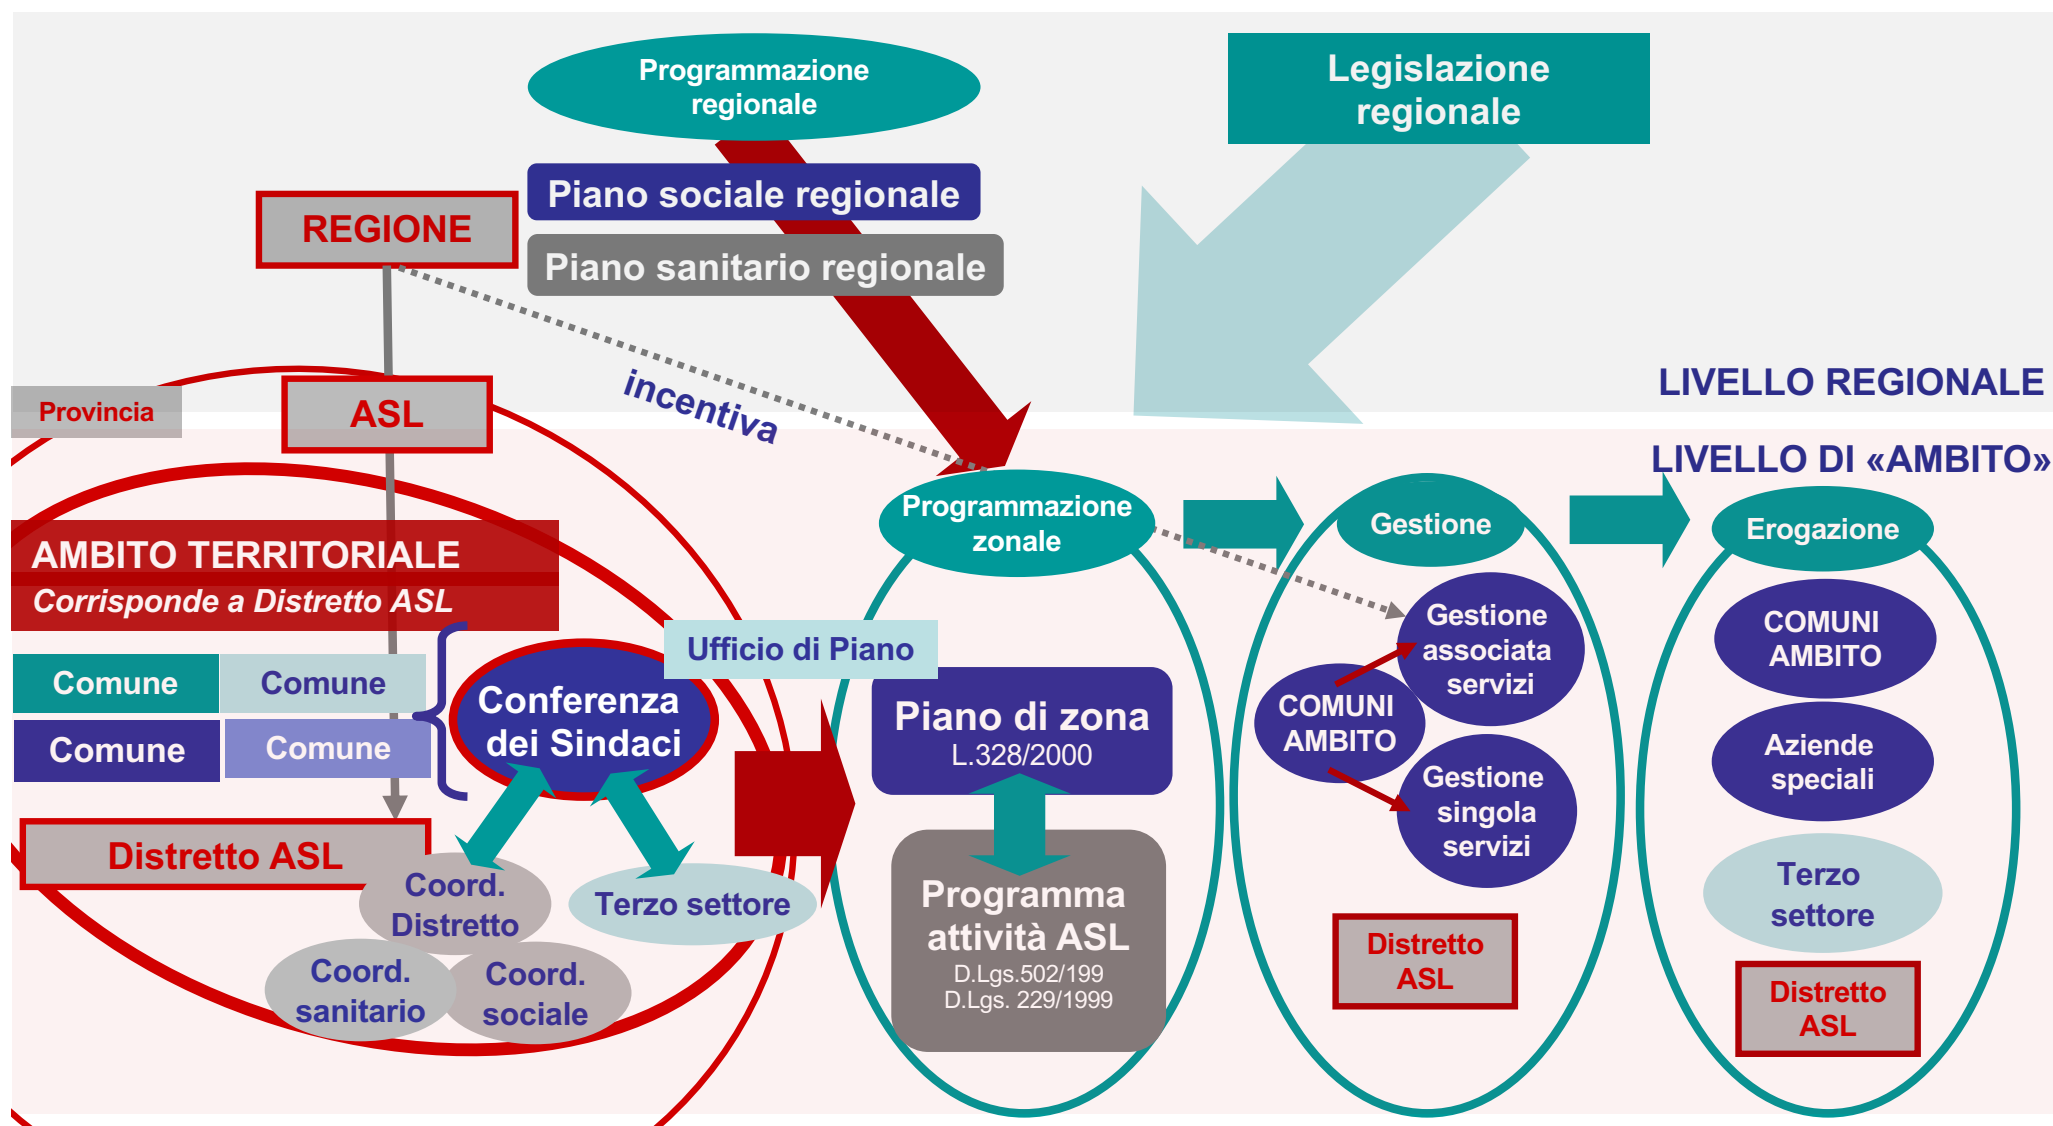 Programmazione
regionale
Legislazione
regionale
Piano sociale regionale
REGIONE
Piano sanitario regionale
incentiva
LIVELLO REGIONALE
Provincia
ASL
LIVELLO DI «AMBITO»
Programmazione
zonale
Gestione
Erogazione
AMBITO TERRITORIALE
Corrisponde a Distretto ASL
Comune
Comune
Comune
Comune
Conferenza
dei Sindaci
Ufficio di Piano
Piano di zona
L.328/2000
Gestione
associata
servizi
COMUNI
AMBITO
Gestione
singola
servizi
COMUNI
AMBITO
Aziende
speciali
Distretto ASL
Coord.
Distretto
Terzo settore
Coord.
sanitario
Coord.
sociale
Programma
attività ASL
D.Lgs.502/199
D.Lgs. 229/1999
Distretto
ASL
Terzo
settore
Distretto
ASL